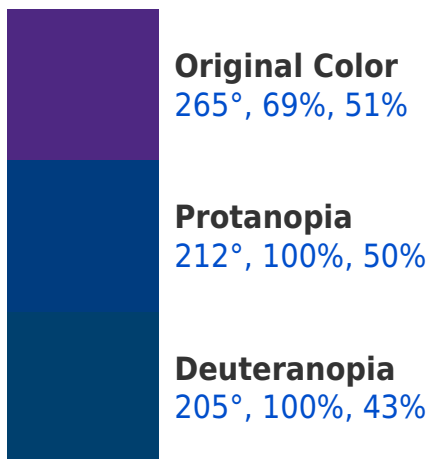 Original Color
265°, 69%, 51%
Protanopia
212°, 100%, 50%
Deuteranopia
205°, 100%, 43%